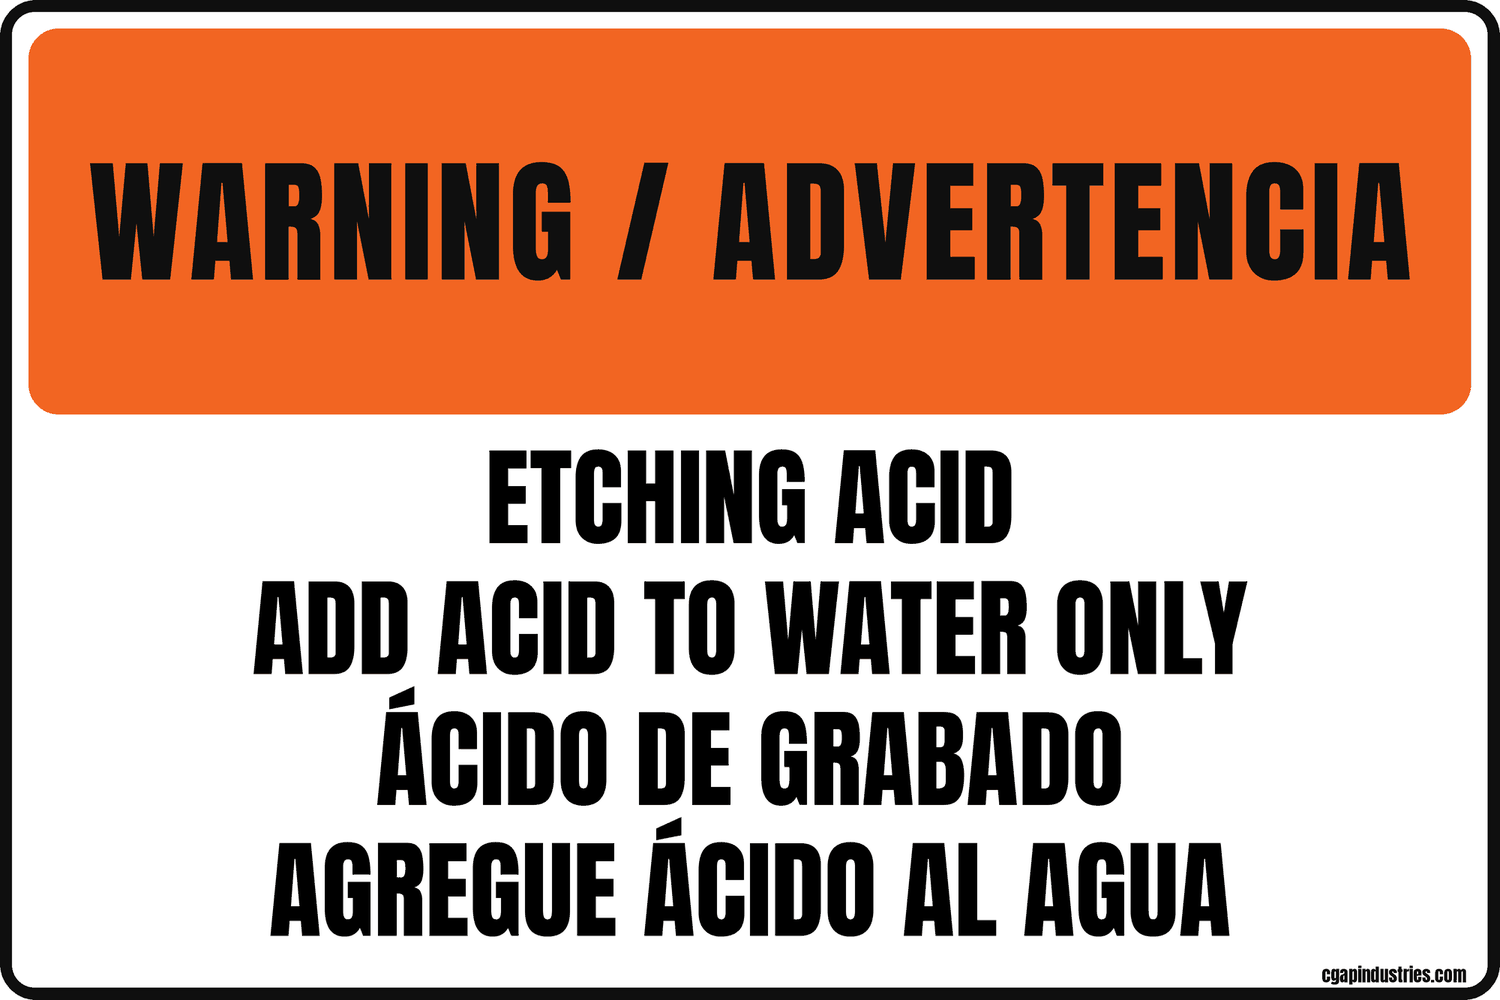 WARNING / ADVERTENCIA
ETCHING ACID
ADD ACID TO WATER ONLY
ÁCIDO DE GRABADO
AGREGUE ÁCIDO AL AGUA
cgapindustries.com